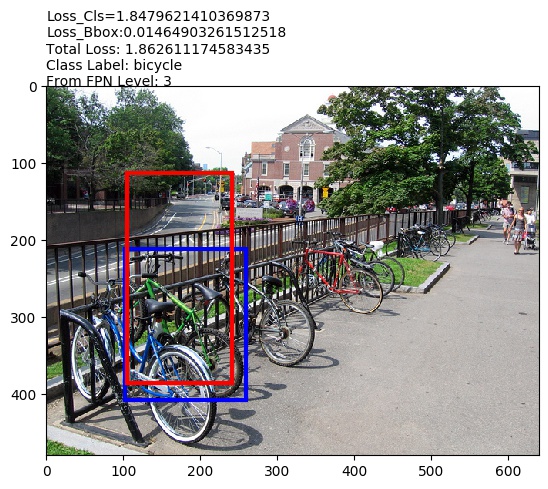 Loss_Cls=1.8479621410369873
Loss_Bbox:0.01464903261512518
Total Loss: 1.862611174583435
Class Label: bicycle
From FPN Level: 3
0
100
200
300
400
0 100 200 300 400 500 600